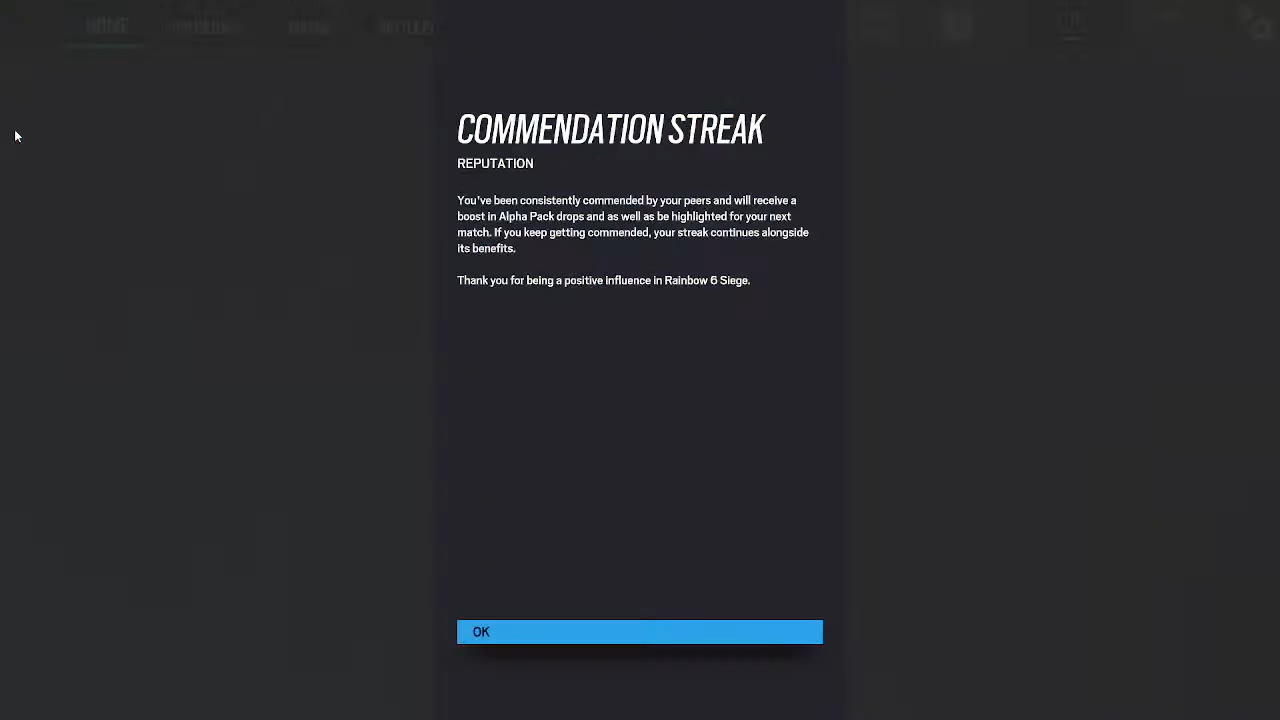 HOME
COMMENDATION STREAK
REPUTATION
You've been consistently commended by your peers and will receive a
boost in Alpha Pack drops and as well as be highlighted for your next
match. If you keep getting commended, your streak continues alongside
its benefits.
Thank you for being a positive influence in Rainbow 6 Siege.
OK